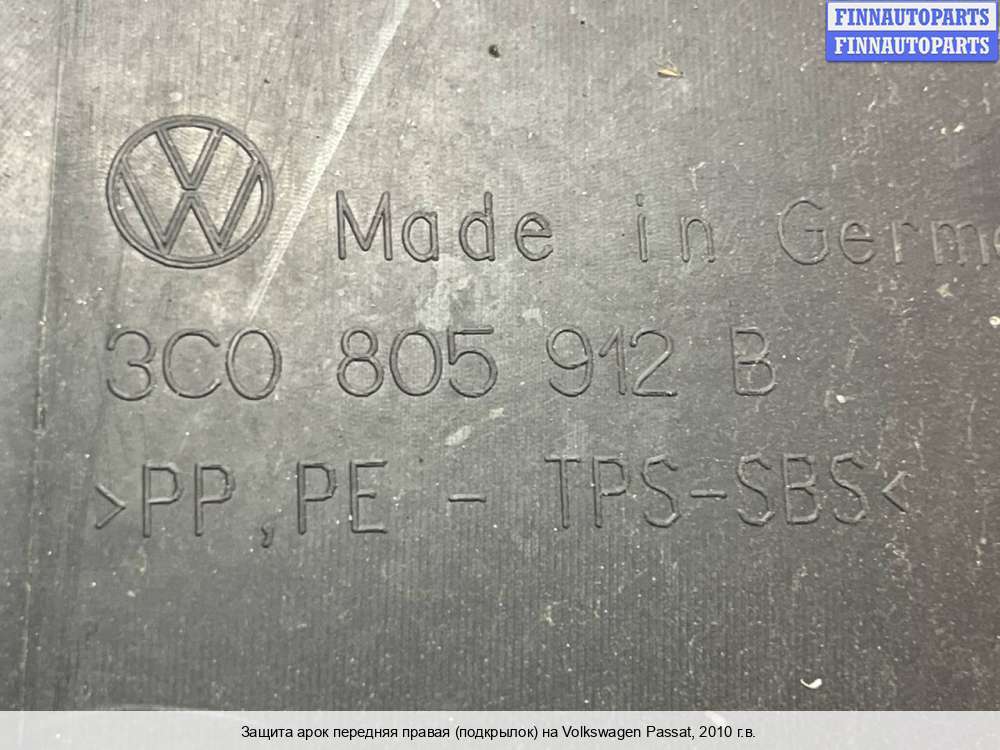 FINNAUTOPARTS
FINNAUTOPARTS
Made in Germa
3C0 805 912 B
>PP,PE - TPS-SBS<
Защита арок передняя правая (подкрылок) на Volkswagen Passat, 2010 г.в.